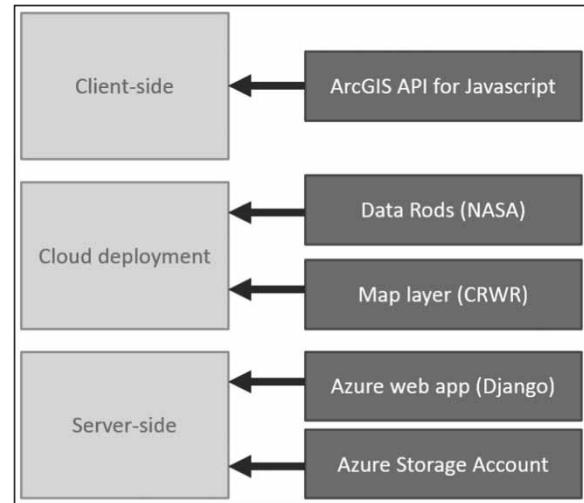 Client-side
ArcGIS API for Javascript
Cloud deployment
Data Rods (NASA)
Map layer (CRWR)
Server-side
Azure web app (Django)
Azure Storage Account